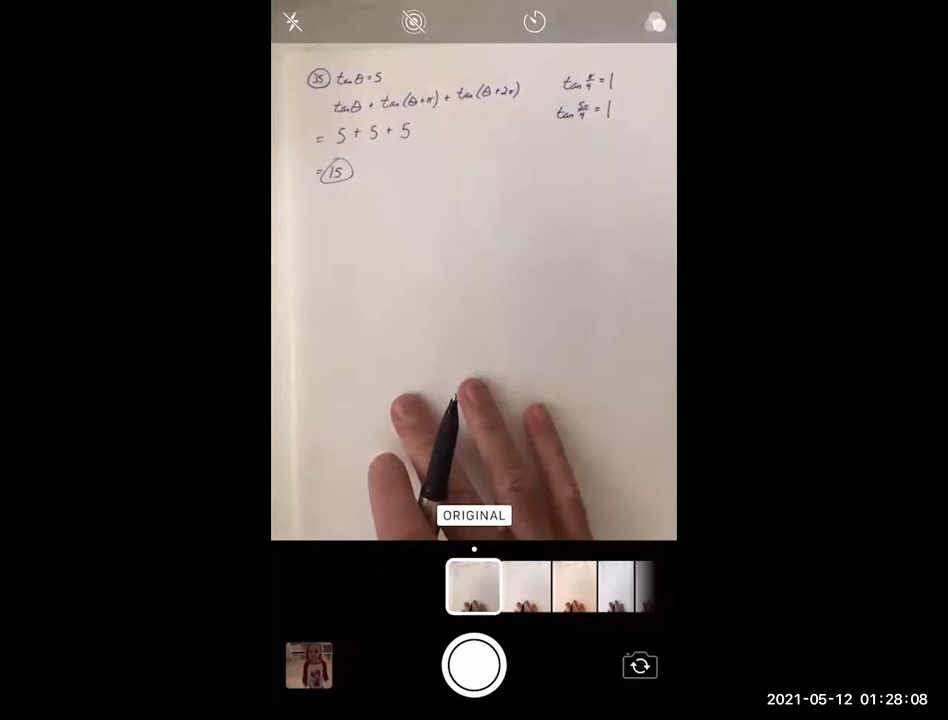 35 tan θ = 5
tan θ + tan(θ+π) + tan(θ+2π)
= 5 + 5 + 5
= 15
tan π/4 = 1
tan 5π/4 = 1
ORIGINAL
2021-05-12 01:28:08